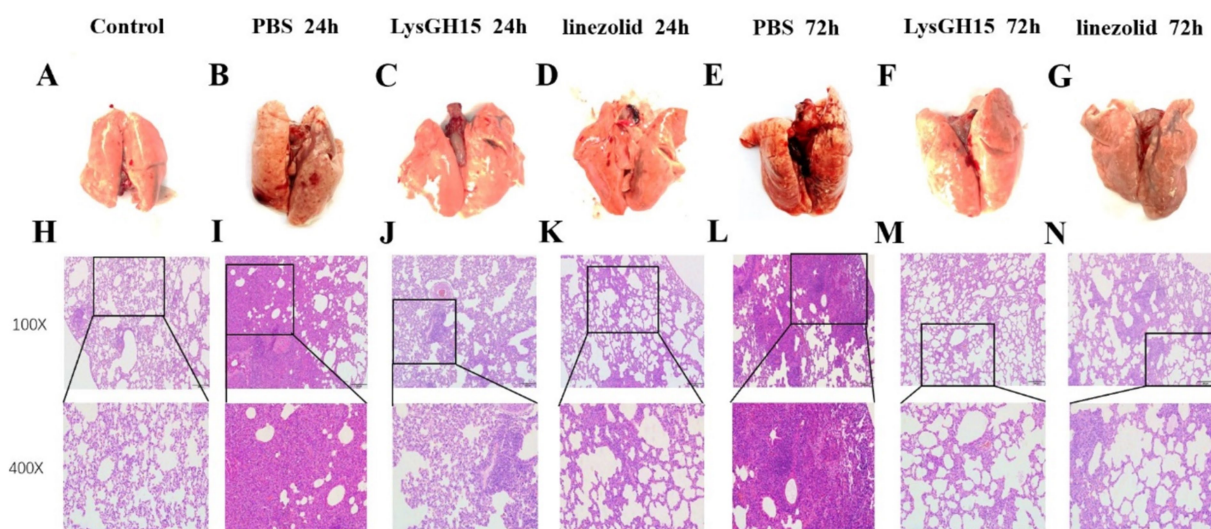 Control PBS 24h LysGH15 24h linezolid 24h PBS 72h LysGH15 72h linezolid 72h
A B C D E F G
H I J K L M N
100X
400X